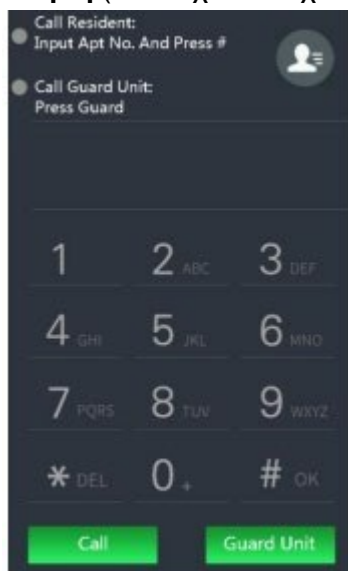 Call Resident:
Input Apt No. And Press #
Call Guard Unit:
Press Guard
1 2 ABC 3 DEF
4 GHI 5 JKL 6 MNO
7 PQRS 8 TUV 9 WXYZ
* DEL 0 + # OK
Call Guard Unit